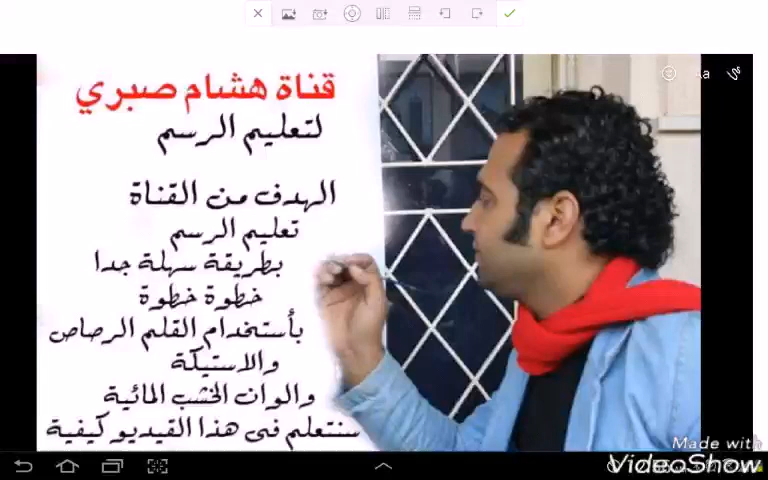 Aa
قناة هشام صبري
لتعليم الرسم
الهدف من القناة
تعليم الرسم
بطريقة سهلة جدا
خطوة خطوة
بأستخدام القلم الرصاص
والاستيكة
والوان الخشب المائية
سنتعلم فى هذا الفيديو كيفية
Made with
VideoShow